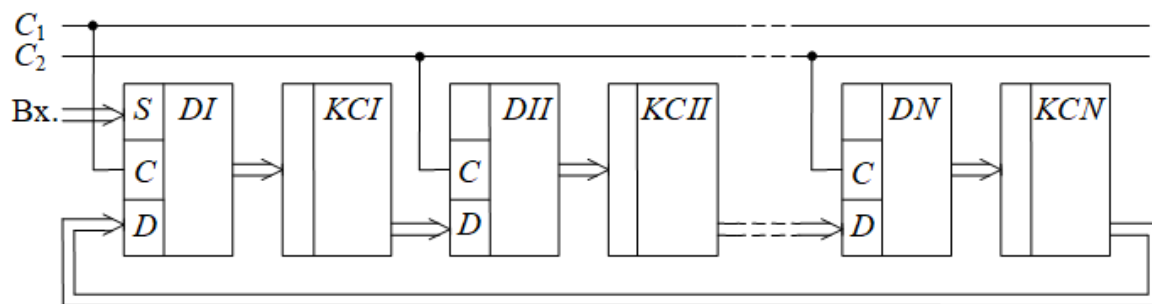 C₁
C₂
Вх. S DI KCI DII KCII DN KCN
C C C
D D D